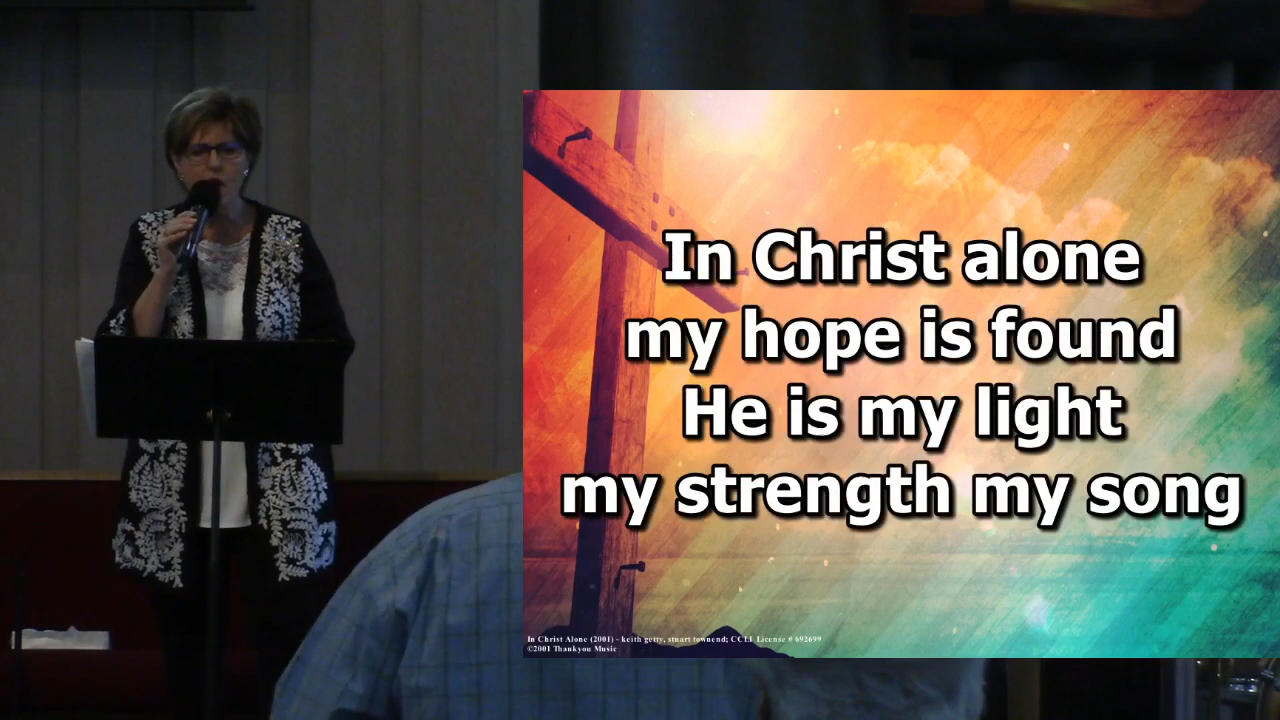 In Christ alone
my hope is found
He is my light
my strength my song
In Christ Alone (2001) - keith getty, stuart townend; CCLI License # 692699
©2001 Thankyou Music